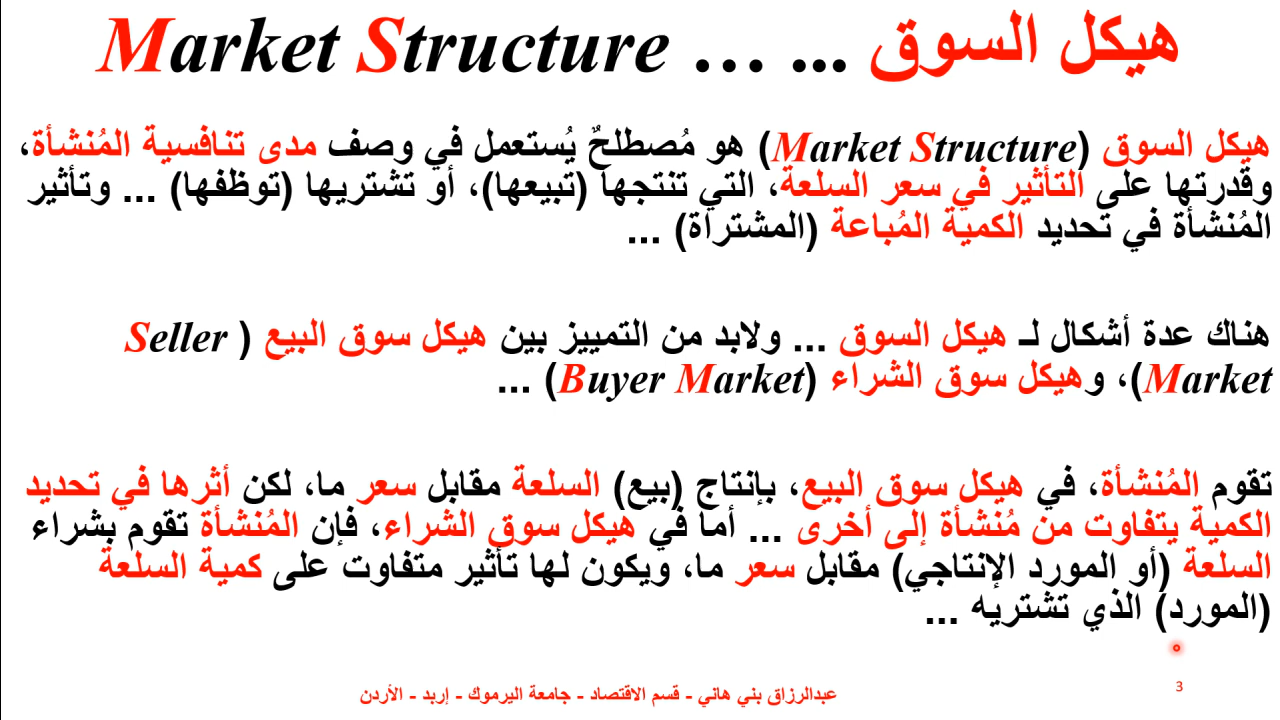 هيكل السوق ... … Market Structure
هيكل السوق (Market Structure) هو مُصطلحٌ يُستعمل في وصف مدى تنافسية المُنشأة،
وقدرتها على التأثير في سعر السلعة، التي تنتجها (تبيعها)، أو تشتريها (توظفها) ... وتأثير
المُنشأة في تحديد الكمية المُباعة (المشتراة) ...
هناك عدة أشكال لـ هيكل السوق ... ولابد من التمييز بين هيكل سوق البيع (Seller
Market)، وهيكل سوق الشراء (Buyer Market) ...
تقوم المُنشأة، في هيكل سوق البيع، بإنتاج (بيع) السلعة مقابل سعر ما، لكن أثرها في تحديد
الكمية يتفاوت من مُنشأة إلى أخرى ... أما في هيكل سوق الشراء، فإن المُنشأة تقوم بشراء
السلعة (أو المورد الإنتاجي) مقابل سعر ما، ويكون لها تأثير متفاوت على كمية السلعة
(المورد) الذي تشتريه ...
عبدالرزاق بني هاني - قسم الاقتصاد - جامعة اليرموك - إربد - الأردن
3